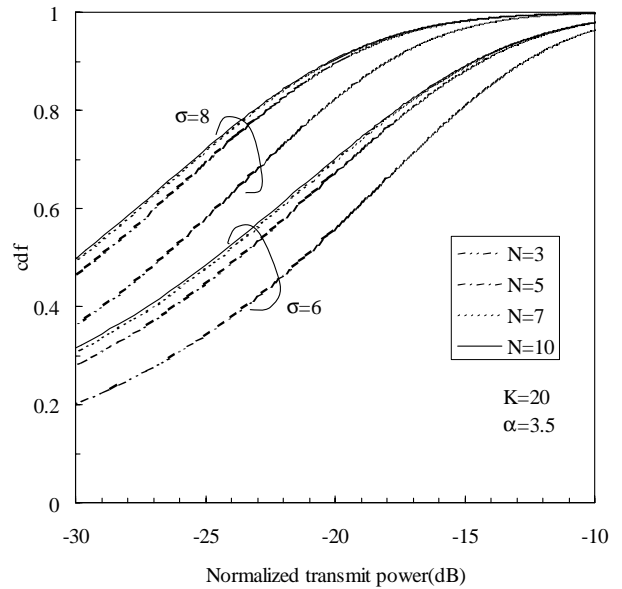 1
0.8
0.6
0.4
0.2
0
cdf
σ=8
σ=6
N=3
N=5
N=7
N=10
K=20
α=3.5
-30 -25 -20 -15 -10
Normalized transmit power(dB)